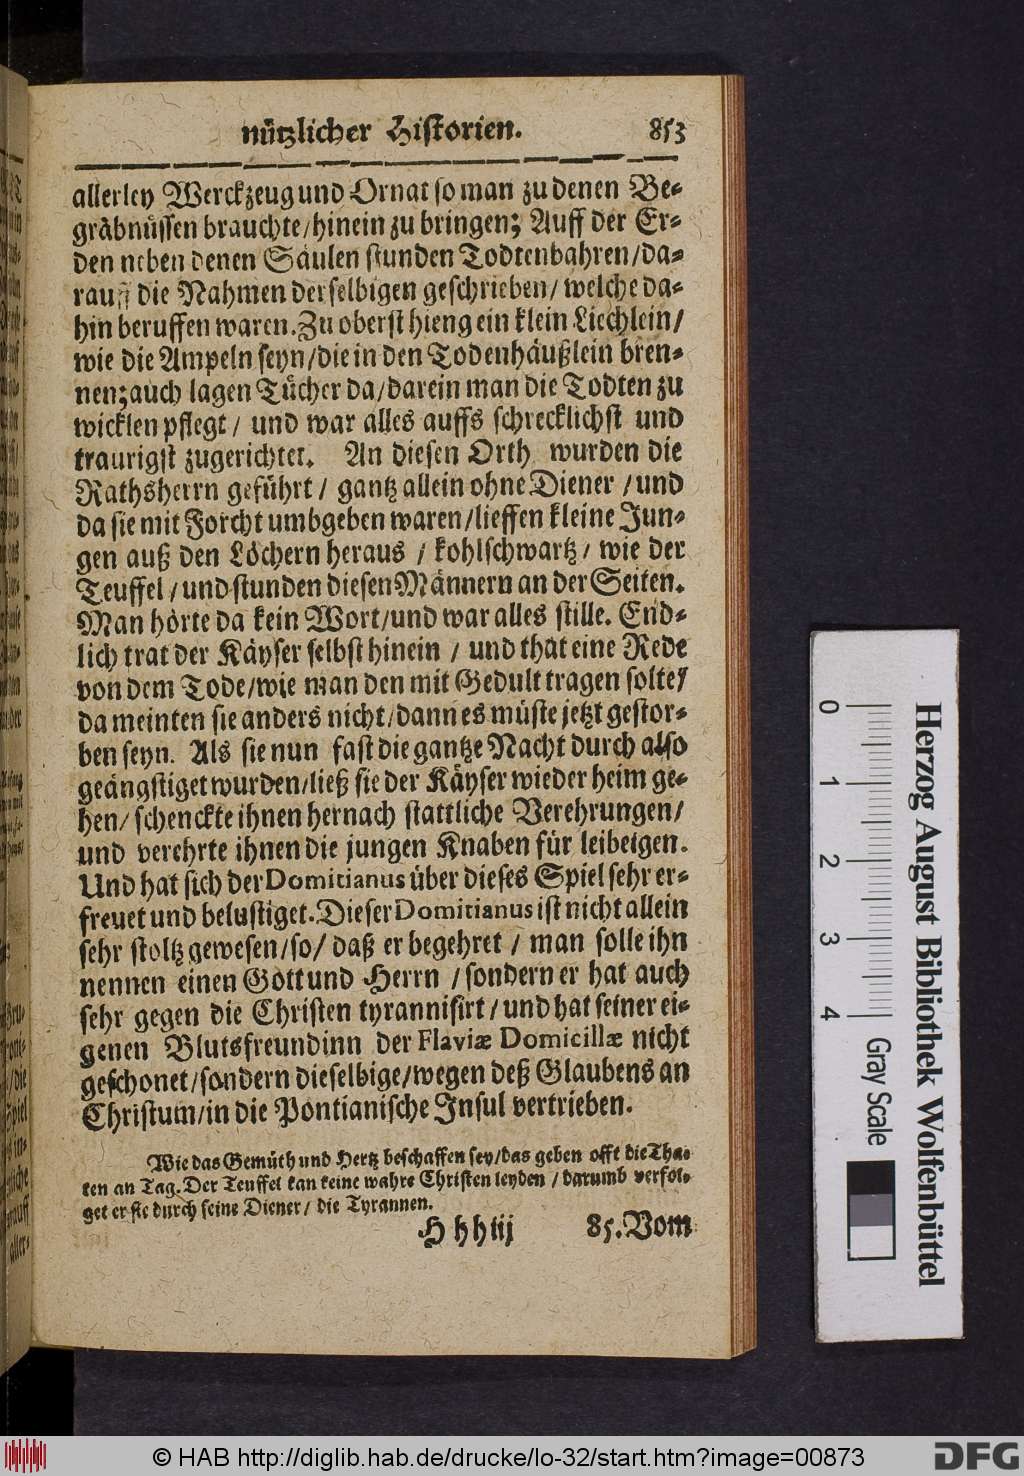 nützlicher Historien. 853
allerley Werckzeug und Ornat so man zu denen Be-
gräbnüssen brauchte/hinein zu bringen; Auff der Er-
den neben denen Säulen stunden Todtenbahren/da-
rauff die Nahmen derselbigen geschrieben/ welche da-
hin beruffen waren. Zu oberst hieng ein klein Liechlein/
wie die Ampeln seyn/die in den Todenhäußlein bren-
nen; auch lagen Tücher da/darein man die Todten zu
wicklen pflegt/ und war alles auffs schrecklichst und
traurigst zugerichtet. An diesen Orth wurden die
Rathsherrn geführt/ gantz allein ohne Diener /und
da sie mit Forcht umbgeben waren/lieffen kleine Jun-
gen auß den Löchern heraus / kohlschwartz/ wie der
Teuffel/und stunden diesen Männern an der Seiten.
Man hörte da kein Wort/und war alles stille. End-
lich trat der Käyser selbst hinein / und that eine Rede
von dem Tode/wie man den mit Gedult tragen solte/
da meinten sie anders nicht/dann es müste jetzt gestor-
ben seyn. Als sie nun fast die gantze Nacht durch also
geängstiget wurden/ließ sie der Käyser wieder heim ge-
hen/ schenckte ihnen hernach stattliche Verehrungen/
und verehrte ihnen die jungen Knaben für leibeigen.
Und hat sich der Domitianus über dieses Spiel sehr er-
freuet und belustiget. Dieser Domitianus ist nicht allein
sehr stoltz gewesen/so/ daß er begehret / man solle ihn
nennen einen Gott und Herrn /sondern er hat auch
sehr gegen die Christen tyrannisirt/und hat seiner ei-
genen Blutsfreundinn der Flaviæ Domicillæ nicht
geschonet/sondern dieselbige/wegen deß Glaubens an
Christum/in die Pontianische Insul vertrieben.
Wie das Gemüth und Hertz beschaffen sey/das geben offt die Tha-
ten an Tag. Der Teuffel kan keine wahre Christen leyden / darumb verfol-
get er sie durch seine Diener/ die Tyrannen.
Hhhiij 85. Vom
0 1 2 3 4
Gray Scale
Herzog August Bibliothek Wolfenbüttel
© HAB http://diglib.hab.de/drucke/lo-32/start.htm?image=00873
DFG